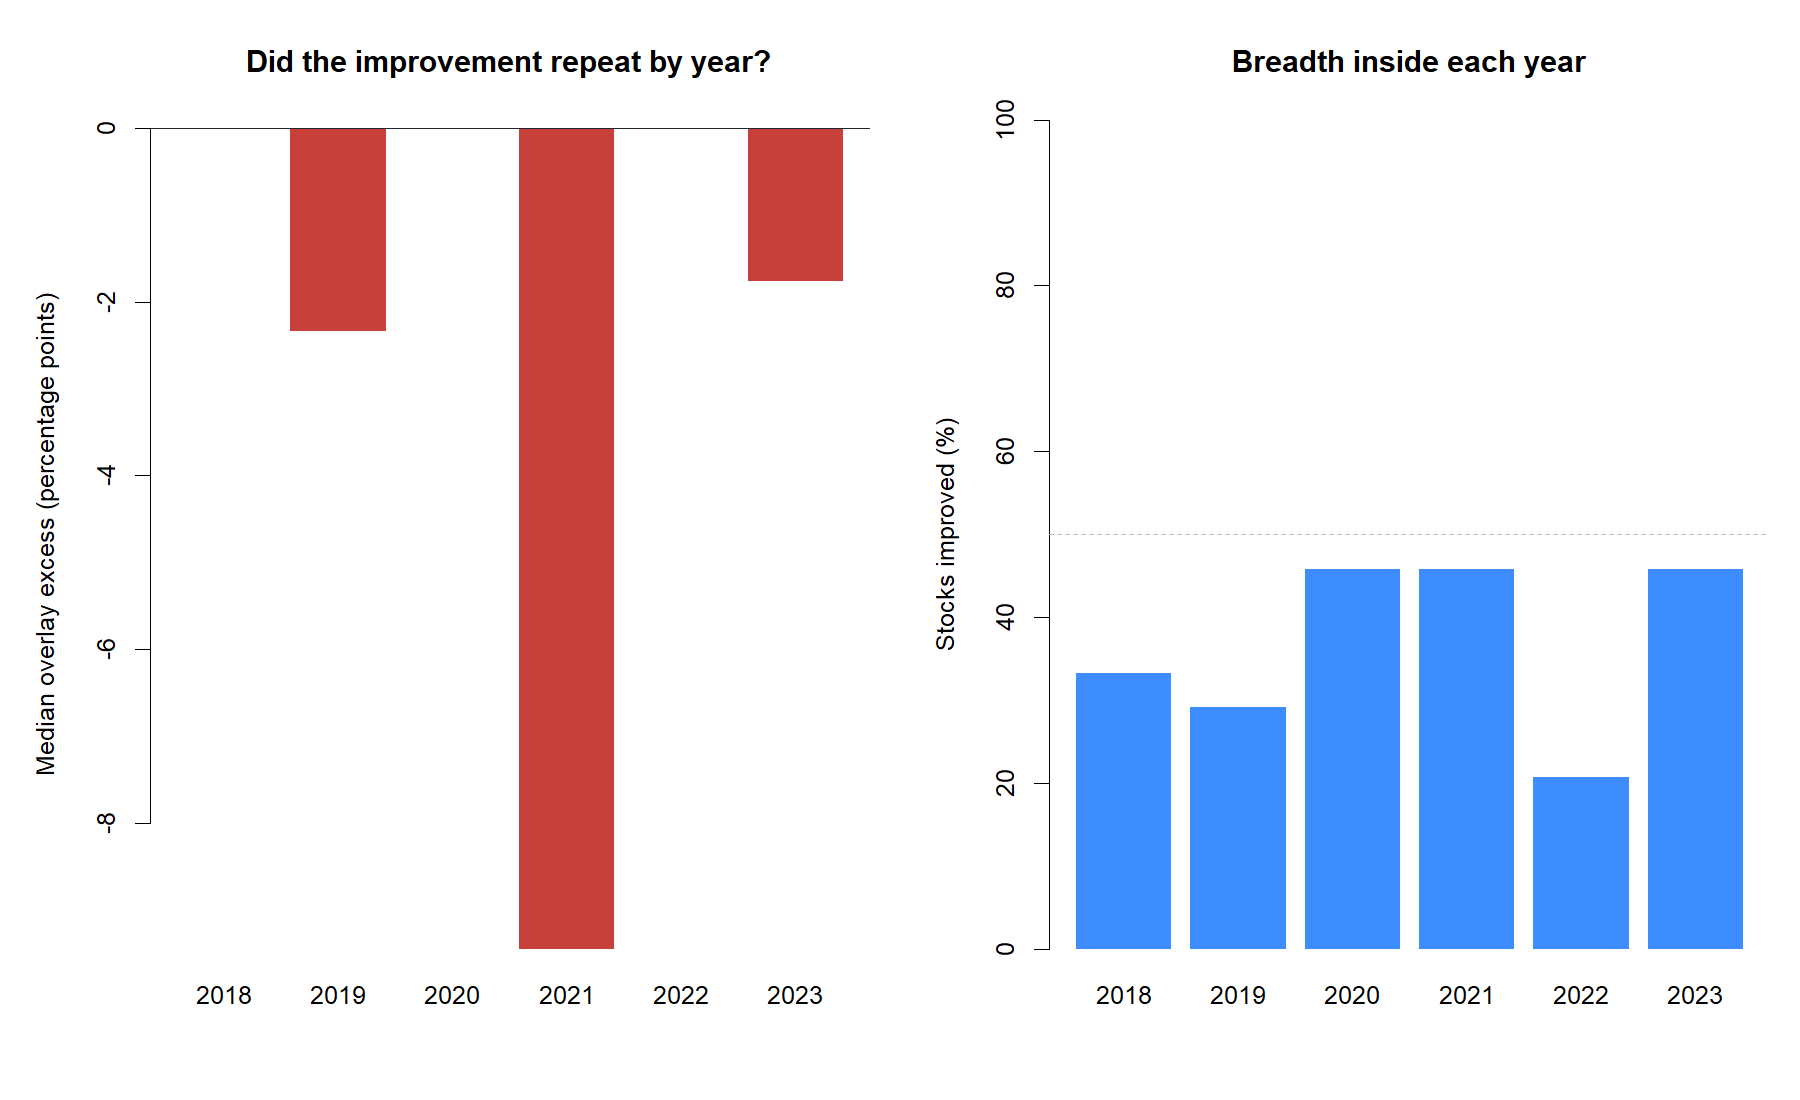 Did the improvement repeat by year?
Median overlay excess (percentage points)
0
-2
-4
-6
-8
2018 2019 2020 2021 2022 2023
Breadth inside each year
Stocks improved (%)
100
80
60
40
20
0
2018 2019 2020 2021 2022 2023